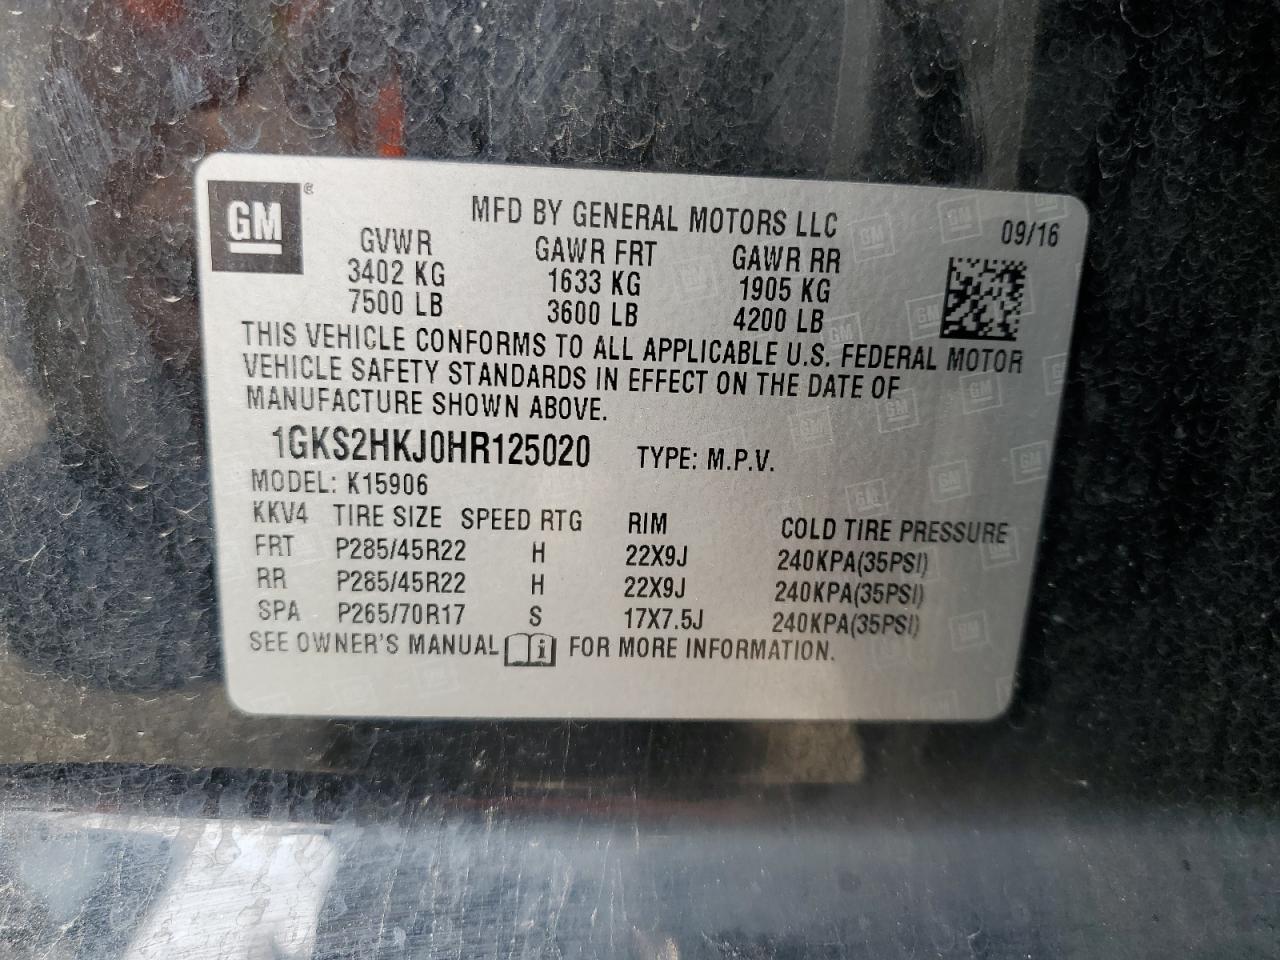 GM ®
MFD BY GENERAL MOTORS LLC 09/16
GVWR GAWR FRT GAWR RR
3402 KG 1633 KG 1905 KG
7500 LB 3600 LB 4200 LB
THIS VEHICLE CONFORMS TO ALL APPLICABLE U.S. FEDERAL MOTOR
VEHICLE SAFETY STANDARDS IN EFFECT ON THE DATE OF
MANUFACTURE SHOWN ABOVE.
1GKS2HKJ0HR125020 TYPE: M.P.V.
MODEL: K15906
KKV4 TIRE SIZE SPEED RTG RIM COLD TIRE PRESSURE
FRT P285/45R22 H 22X9J 240KPA(35PSI)
RR P285/45R22 H 22X9J 240KPA(35PSI)
SPA P265/70R17 S 17X7.5J 240KPA(35PSI)
SEE OWNER'S MANUAL i FOR MORE INFORMATION.